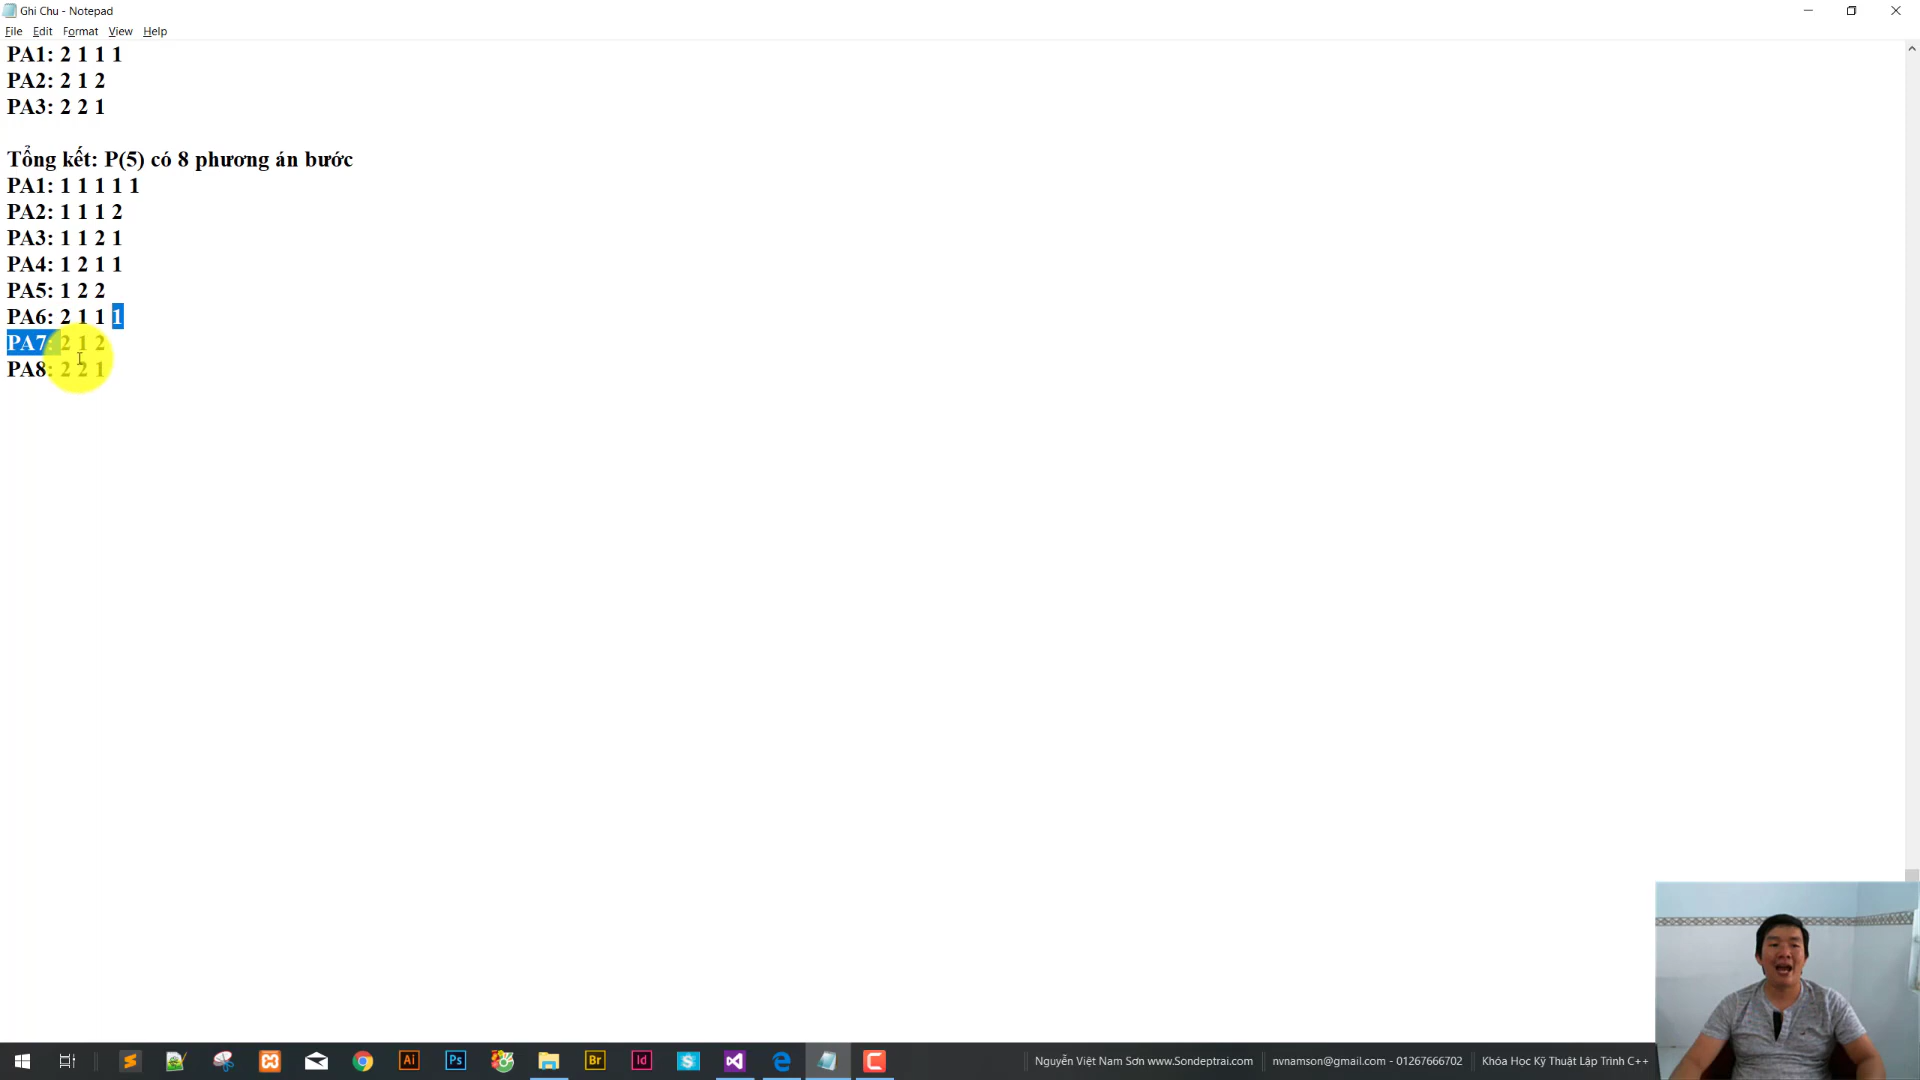 Ghi Chu - Notepad
File Edit Format View Help
PA1: 2 1 1 1
PA2: 2 1 2
PA3: 2 2 1
Tổng kết: P(5) có 8 phương án bước
PA1: 1 1 1 1 1
PA2: 1 1 1 2
PA3: 1 1 2 1
PA4: 1 2 1 1
PA5: 1 2 2
PA6: 2 1 1 1
PA7: 2 1 2
PA8: 2 2 1
Ai Ps Br Id S C
Nguyễn Việt Nam Sơn www.Sondeptrai.com nvnamson@gmail.com - 01267666702 Khóa Học Kỹ Thuật Lập Trình C++